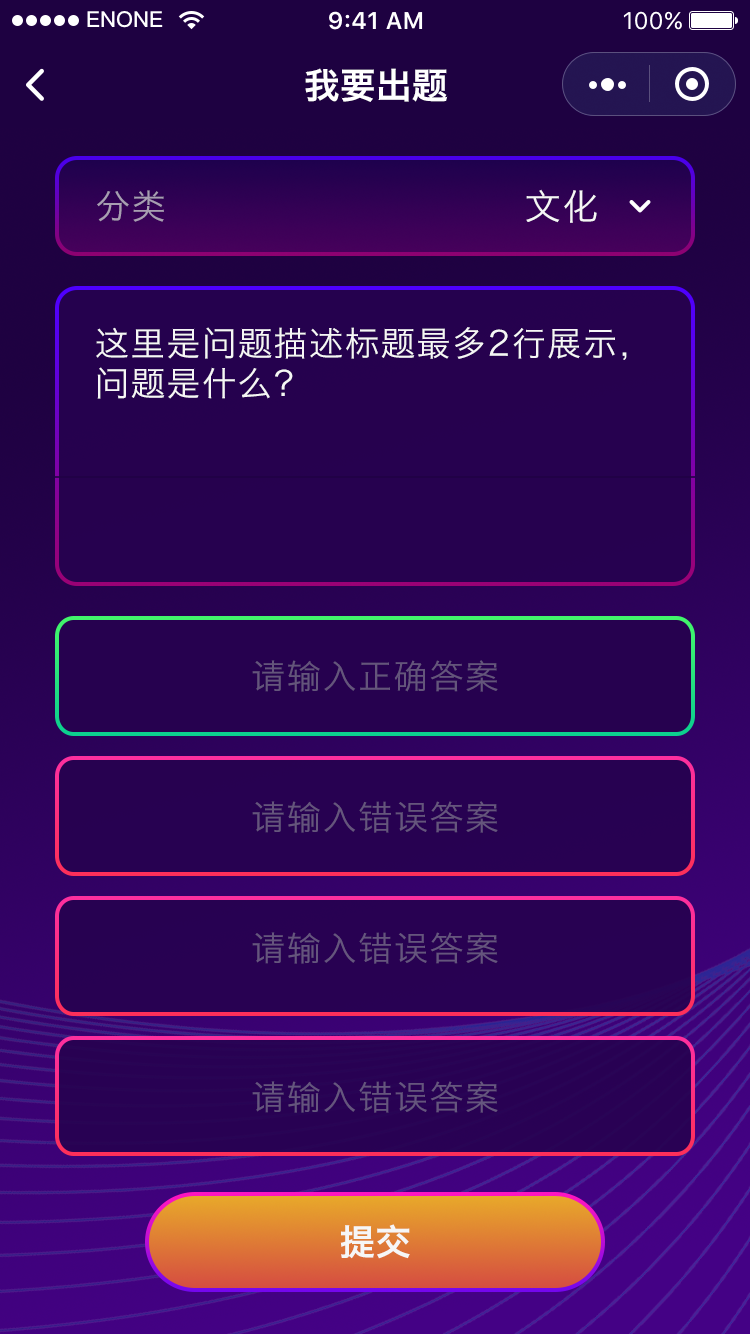 ENONE 9:41 AM 100%
我要出题
分类 文化
这里是问题描述标题最多2行展示,
问题是什么?
请输入正确答案
请输入错误答案
请输入错误答案
请输入错误答案
提交